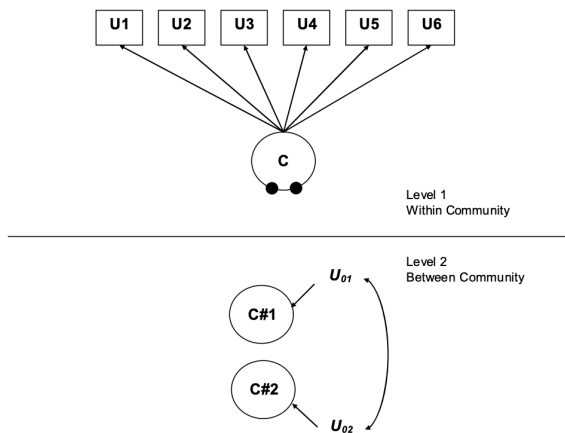 U1 U2 U3 U4 U5 U6
C
Level 1
Within Community
Level 2
Between Community
U01
C#1
C#2
U02